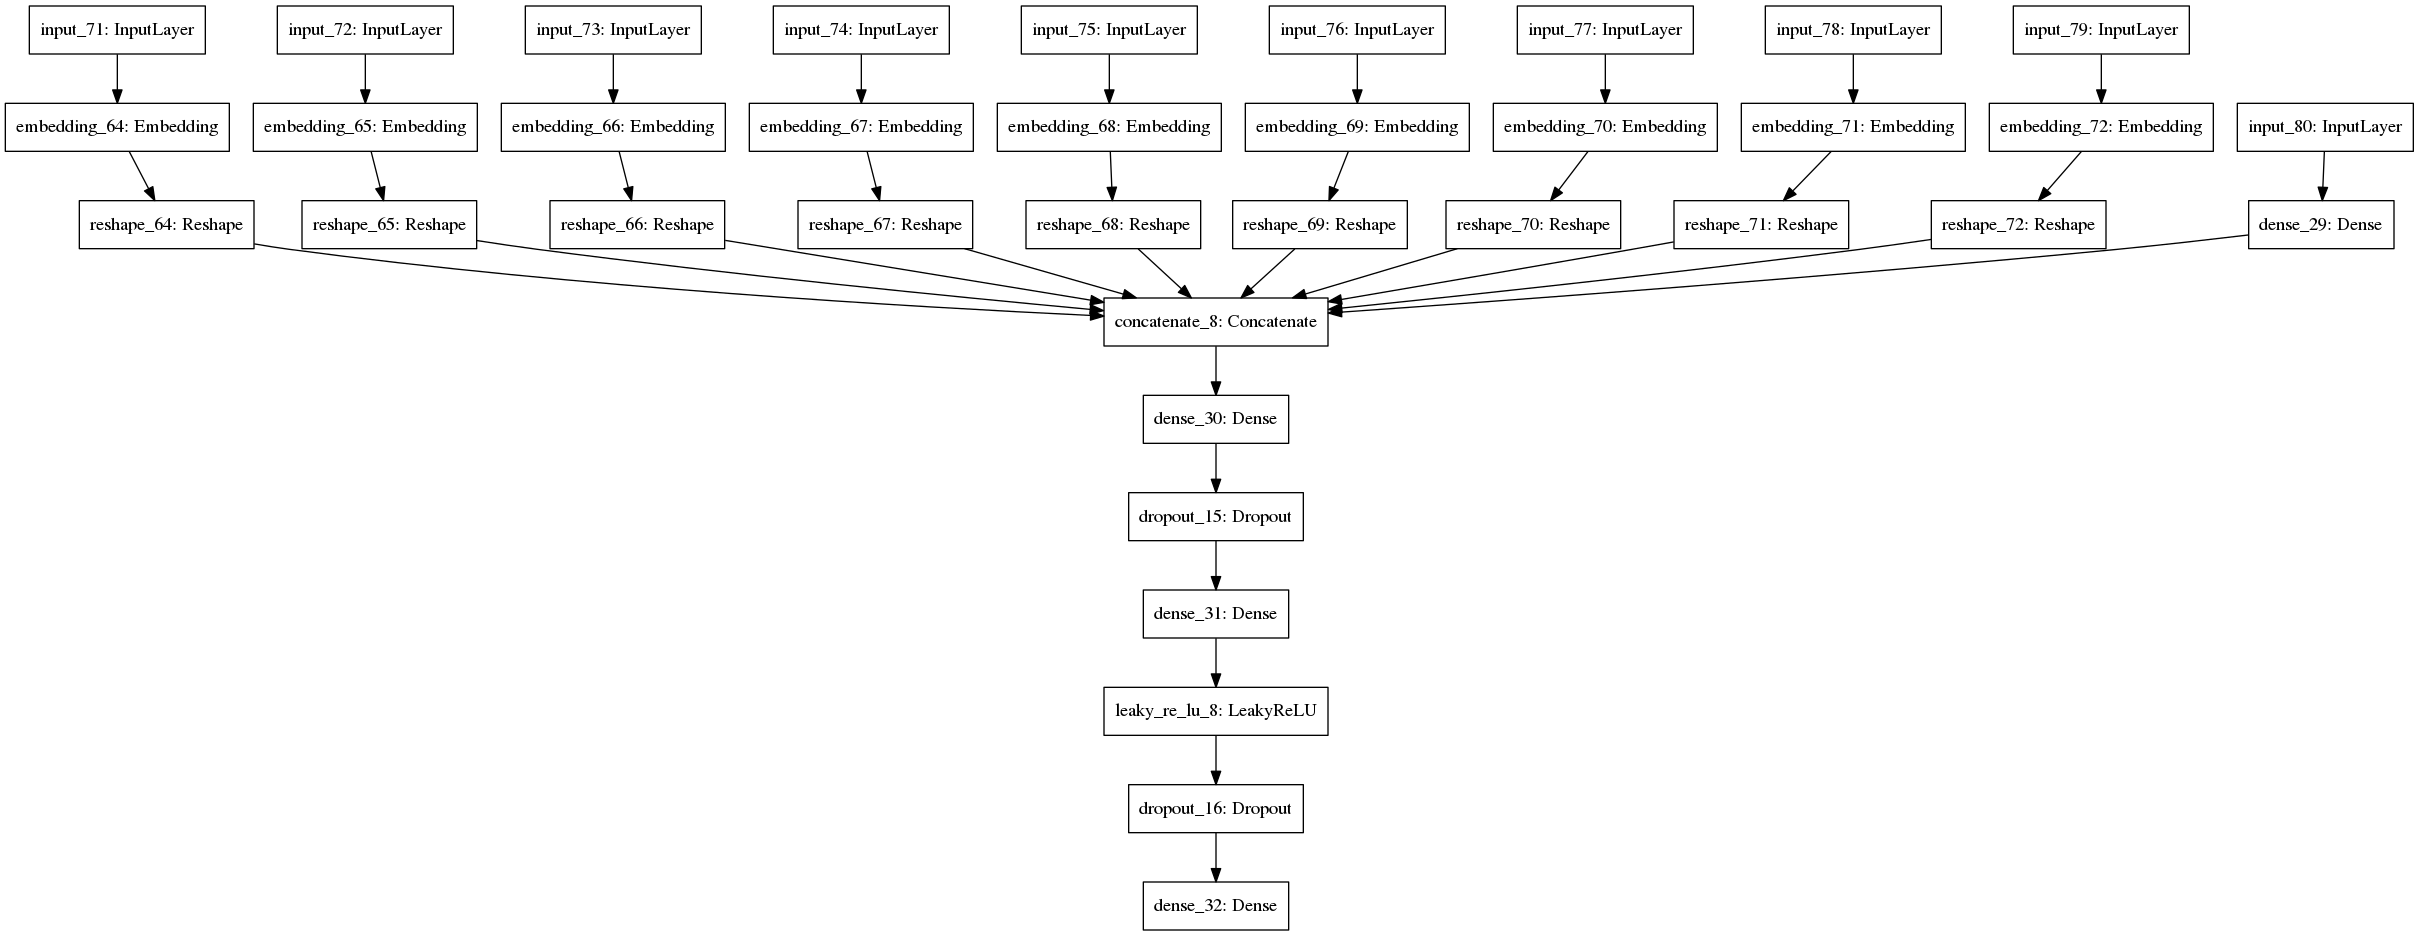 input_71: InputLayer
input_72: InputLayer
input_73: InputLayer
input_74: InputLayer
input_75: InputLayer
input_76: InputLayer
input_77: InputLayer
input_78: InputLayer
input_79: InputLayer
embedding_64: Embedding
embedding_65: Embedding
embedding_66: Embedding
embedding_67: Embedding
embedding_68: Embedding
embedding_69: Embedding
embedding_70: Embedding
embedding_71: Embedding
embedding_72: Embedding
input_80: InputLayer
reshape_64: Reshape
reshape_65: Reshape
reshape_66: Reshape
reshape_67: Reshape
reshape_68: Reshape
reshape_69: Reshape
reshape_70: Reshape
reshape_71: Reshape
reshape_72: Reshape
dense_29: Dense
concatenate_8: Concatenate
dense_30: Dense
dropout_15: Dropout
dense_31: Dense
leaky_re_lu_8: LeakyReLU
dropout_16: Dropout
dense_32: Dense